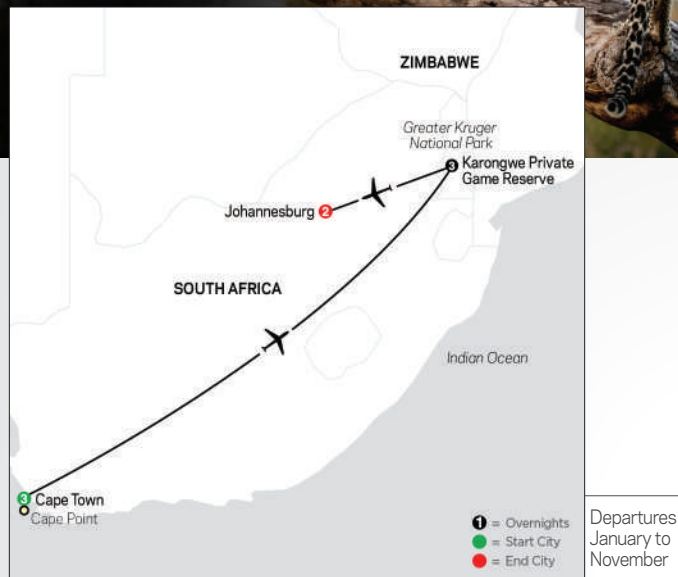 ZIMBABWE
Greater Kruger
National Park
3 Karongwe Private
Game Reserve
Johannesburg 2
SOUTH AFRICA
Indian Ocean
3 Cape Town
Cape Point
1 = Overnights
= Start City
= End City
Departures
January to
November